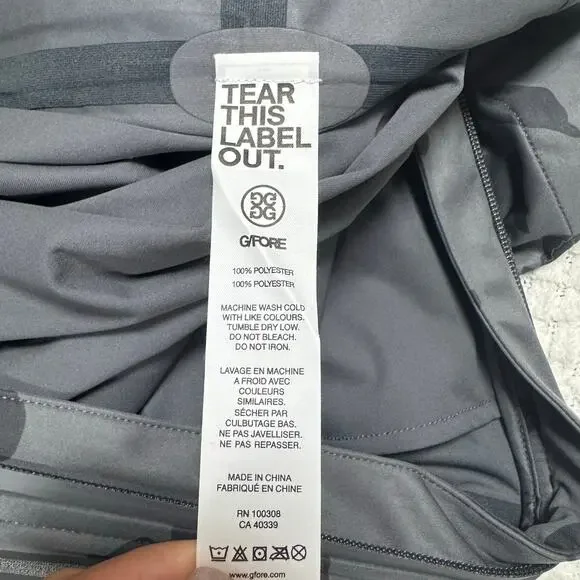 TEAR
THIS
LABEL
OUT.
G/FORE
100% POLYESTER
100% POLYESTER
MACHINE WASH COLD
WITH LIKE COLOURS.
TUMBLE DRY LOW.
DO NOT BLEACH.
DO NOT IRON.
LAVAGE EN MACHINE
A FROID AVEC
COULEURS
SIMILAIRES.
SÉCHER PAR
CULBUTAGE BAS.
NE PAS JAVELLISER.
NE PAS REPASSER.
MADE IN CHINA
FABRIQUÉ EN CHINE
RN 100308
CA 40339
www.gfore.com